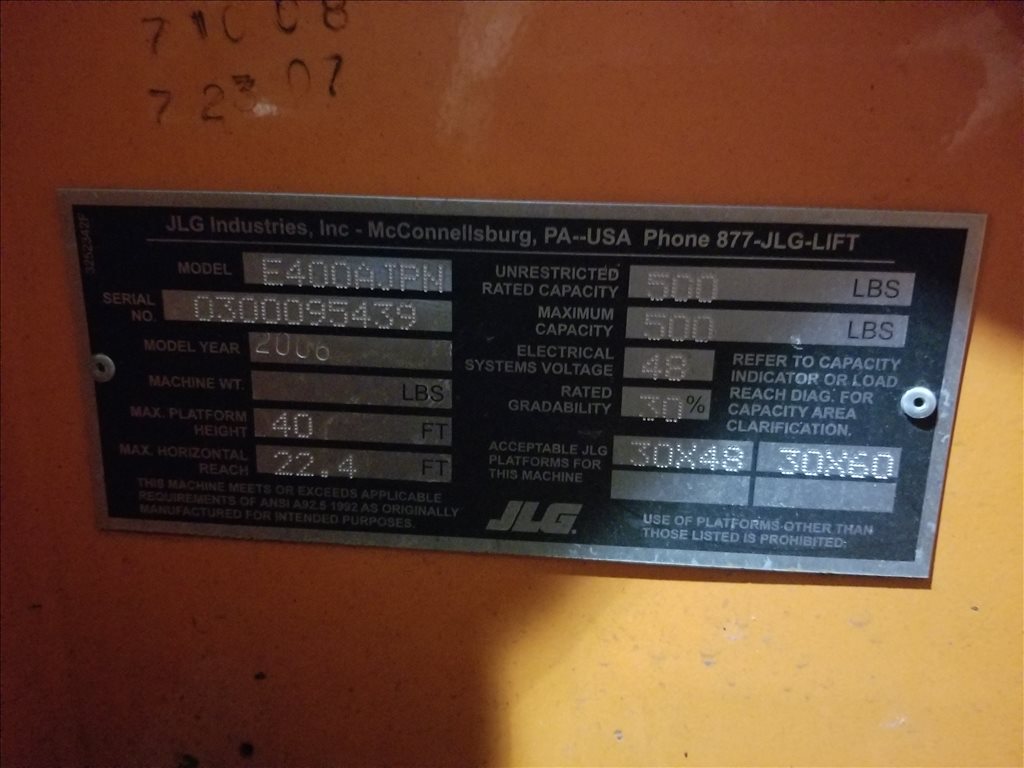 7 23 07
JLG Industries, Inc - McConnellsburg, PA--USA Phone 877-JLG-LIFT
MODEL E400AJPN
SERIAL NO. 0300095439
MODEL YEAR 2006
MACHINE WT. LBS
MAX. PLATFORM HEIGHT 40 FT
MAX. HORIZONTAL REACH 22.4 FT
THIS MACHINE MEETS OR EXCEEDS APPLICABLE
REQUIREMENTS OF ANSI A92.5 1992 AS ORIGINALLY
MANUFACTURED FOR INTENDED PURPOSES.
UNRESTRICTED RATED CAPACITY 500 LBS
MAXIMUM CAPACITY 500 LBS
ELECTRICAL SYSTEMS VOLTAGE 48
RATED GRADABILITY 30 %
REFER TO CAPACITY
INDICATOR OR LOAD
REACH DIAG. FOR
CAPACITY AREA
CLARIFICATION.
ACCEPTABLE JLG
PLATFORMS FOR
THIS MACHINE
30X48 30X60
JLG
USE OF PLATFORMS OTHER THAN
THOSE LISTED IS PROHIBITED